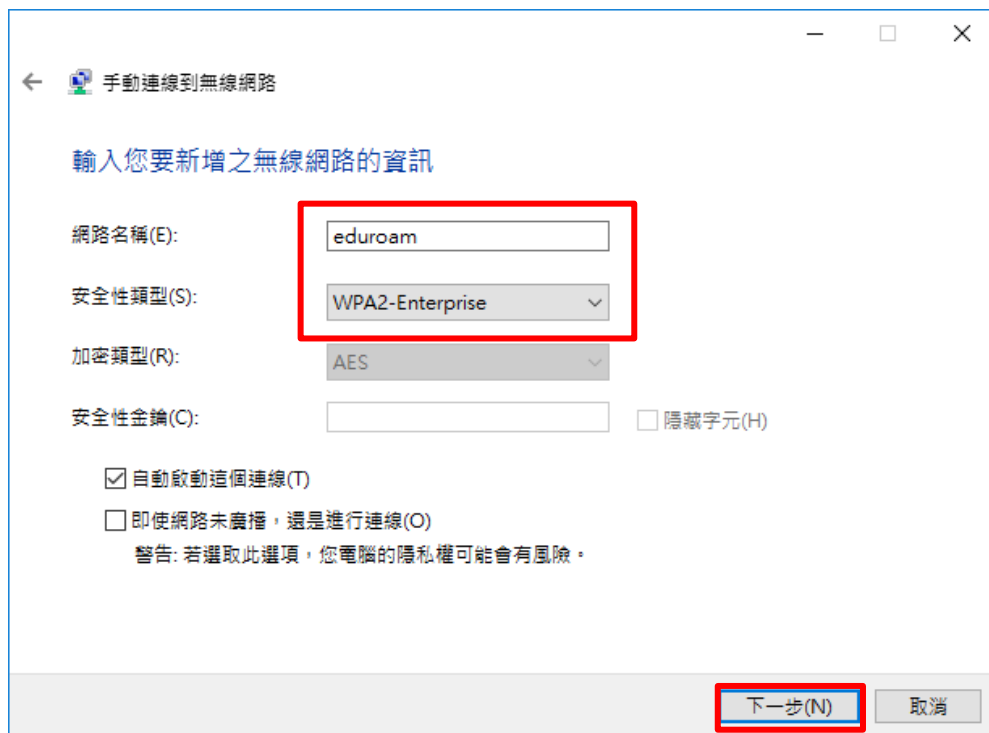 手動連線到無線網路
輸入您要新增之無線網路的資訊
網路名稱(E):
eduroam
安全性類型(S):
WPA2-Enterprise
加密類型(R):
AES
安全性金鑰(C):
隱藏字元(H)
自動啟動這個連線(T)
即使網路未廣播，還是進行連線(O)
警告: 若選取此選項，您電腦的隱私權可能會有風險。
下一步(N)
取消